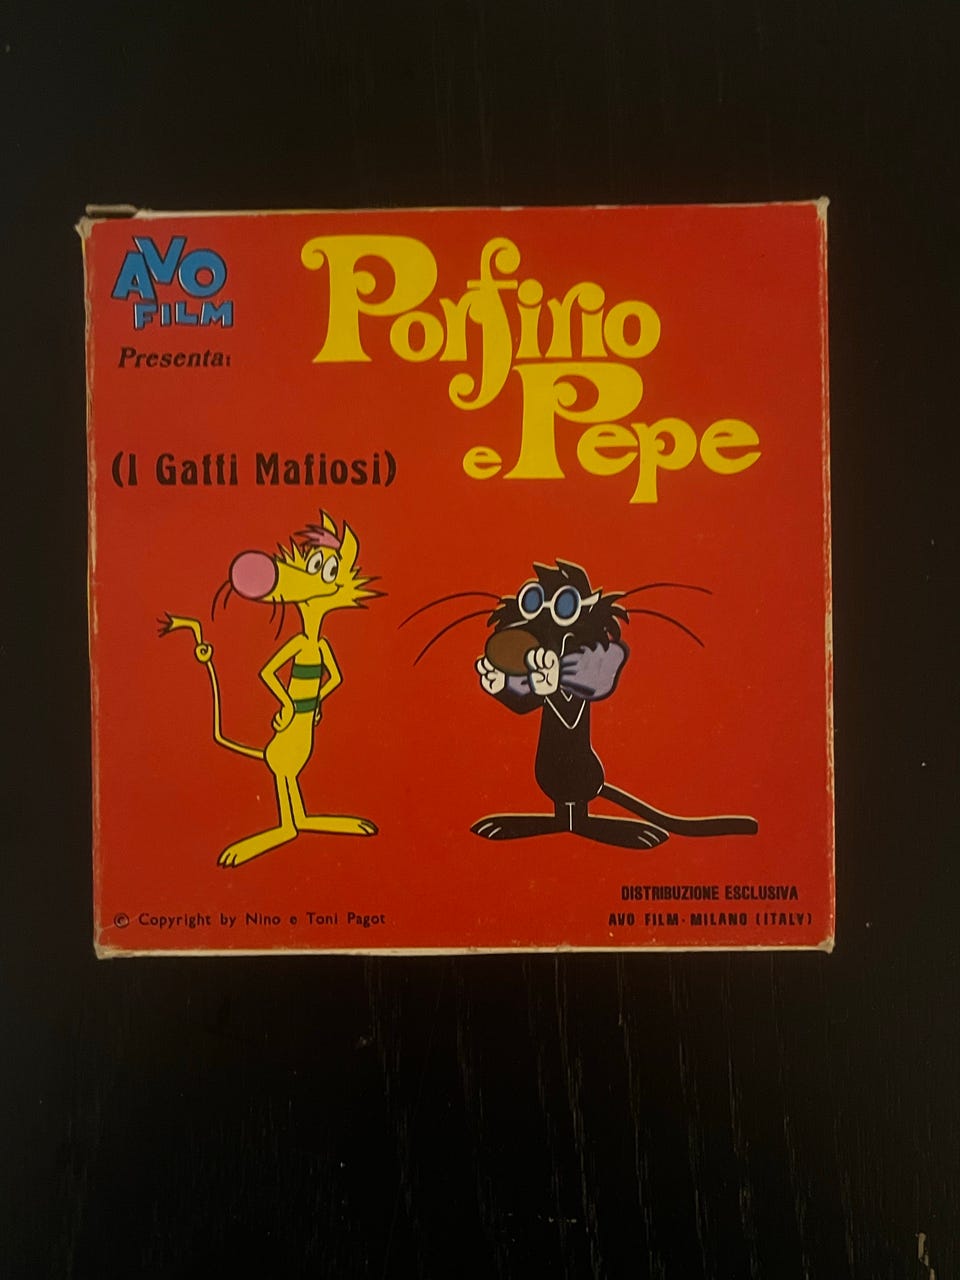 AVO
FILM
Presenta:
Porfirio
e Pepe
(I Gatti Mafiosi)
© Copyright by Nino e Toni Pagot
DISTRIBUZIONE ESCLUSIVA
AVO FILM - MILANO (ITALY)